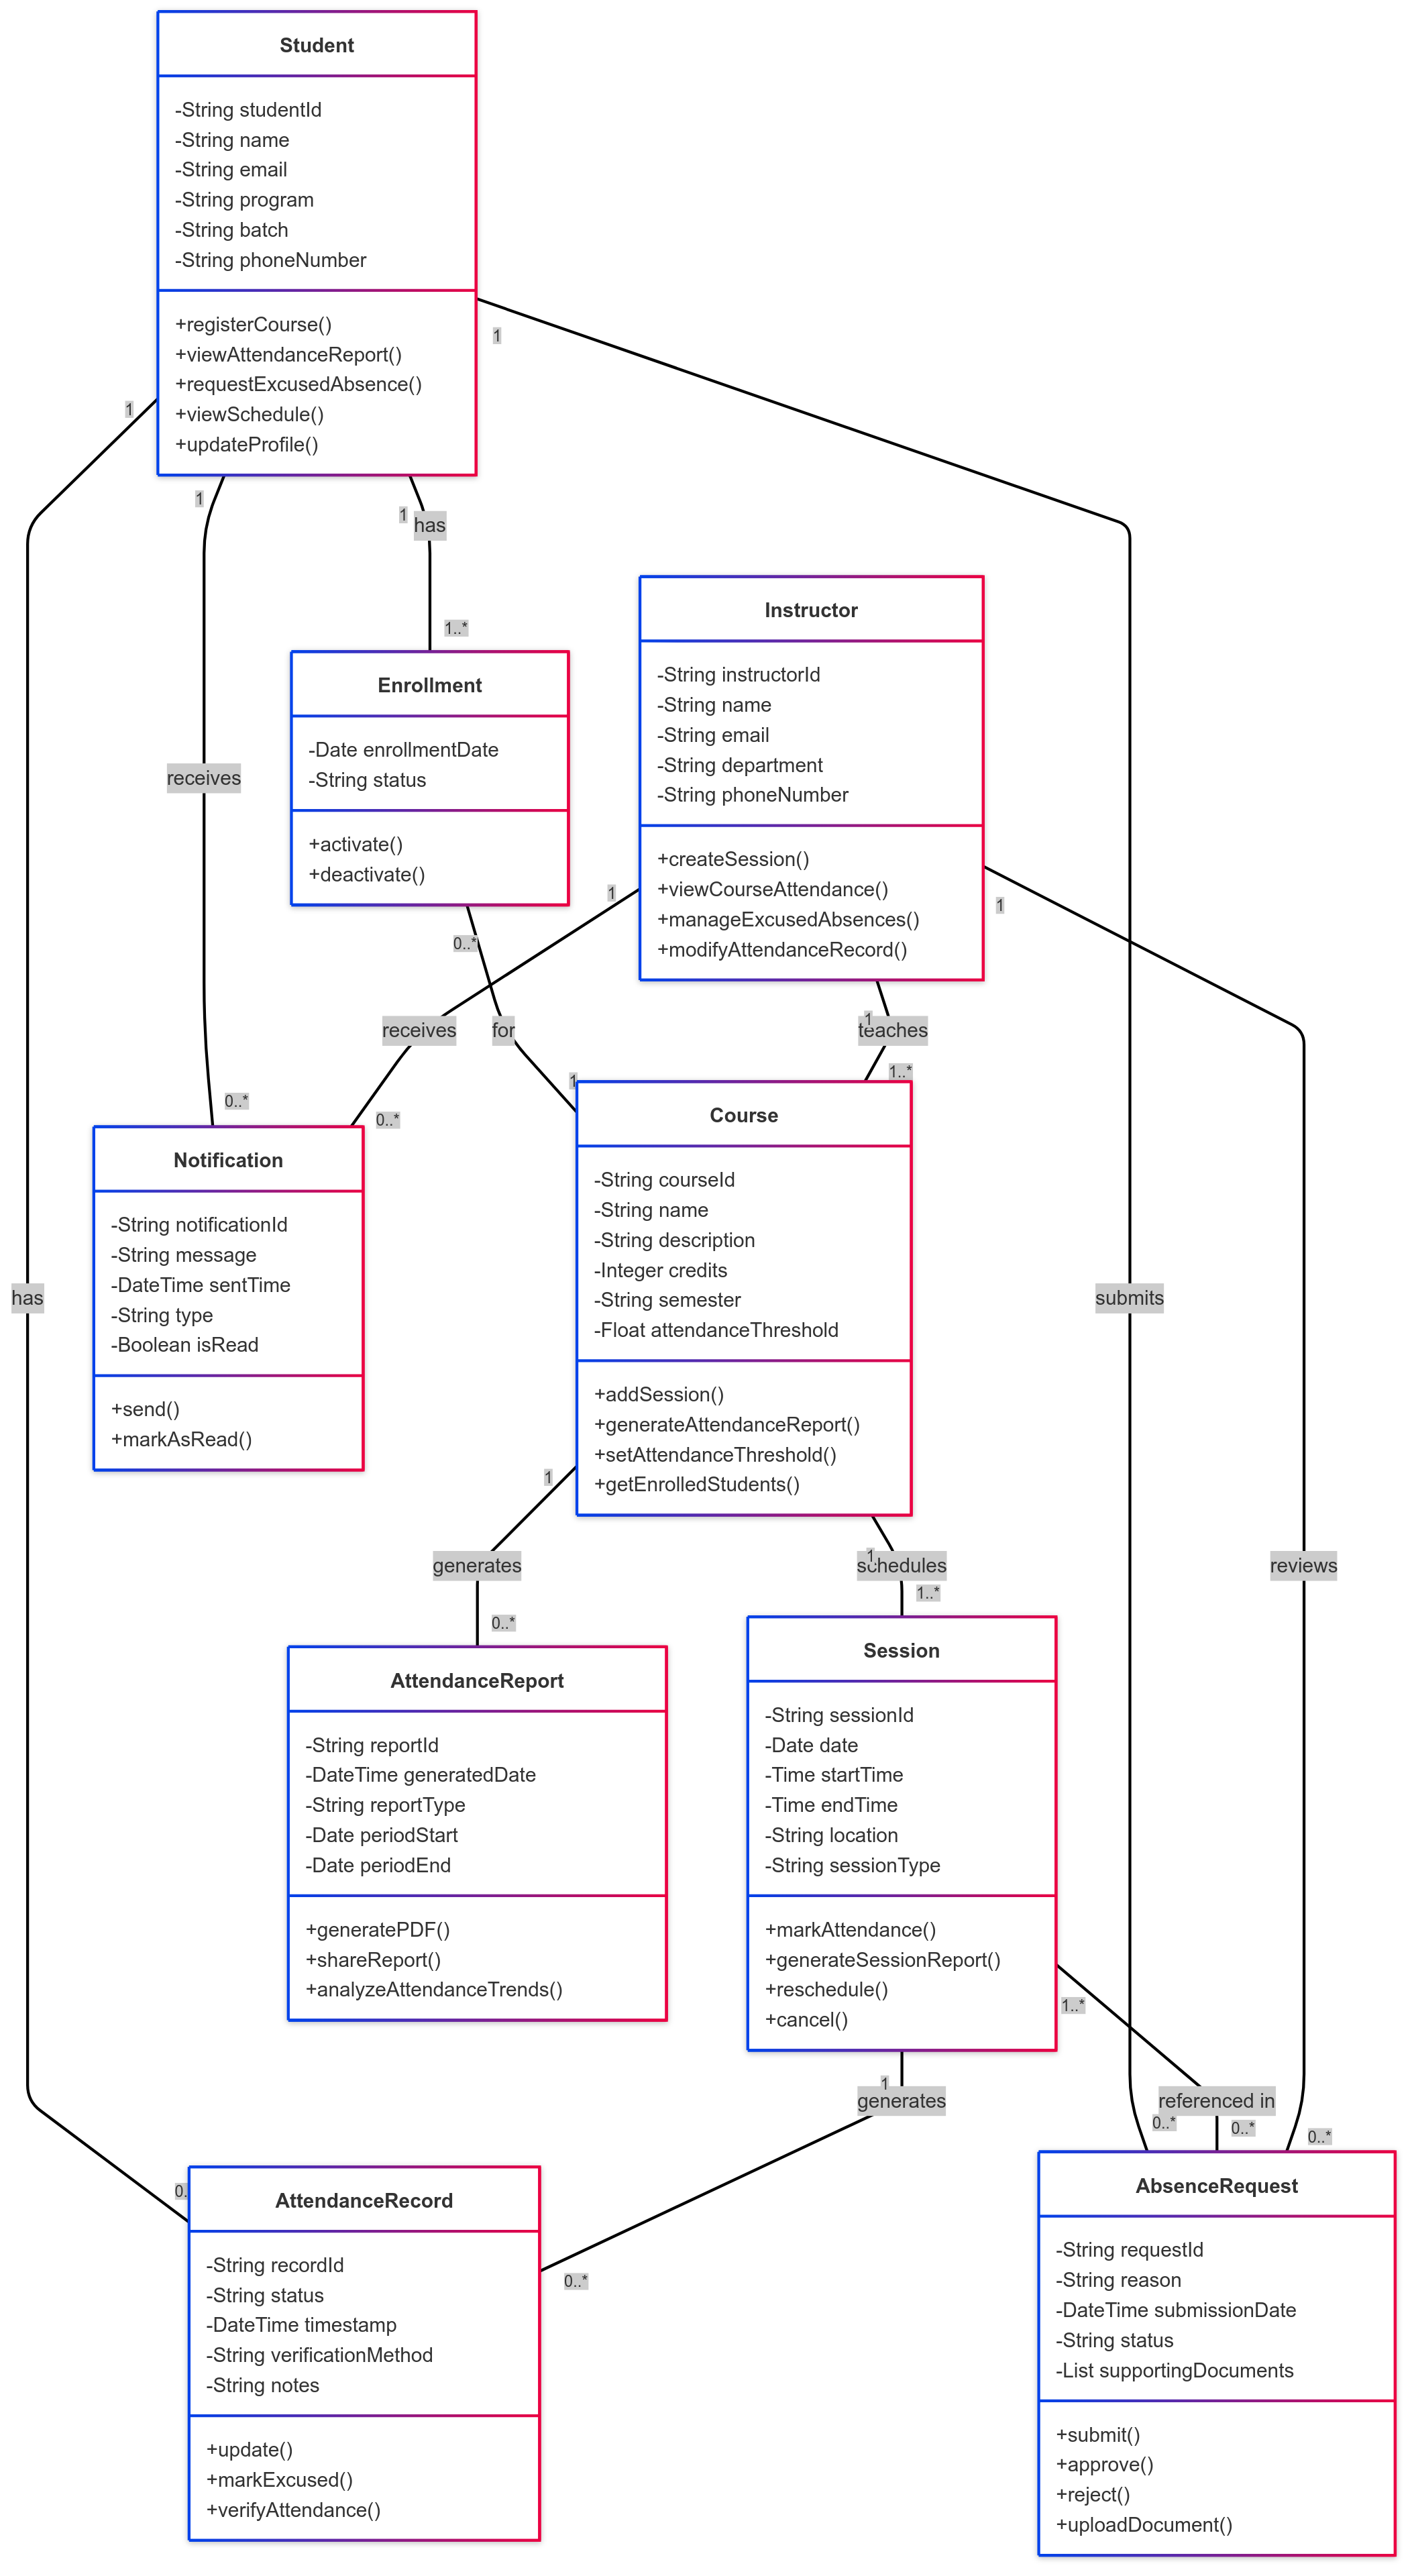 Student
-String studentId
-String name
-String email
-String program
-String batch
-String phoneNumber
+registerCourse()
+viewAttendanceReport()
+requestExcusedAbsence()
+viewSchedule()
+updateProfile()
1
1
1
1
has
1..*
Instructor
-String instructorId
-String name
-String email
-String department
-String phoneNumber
+createSession()
+viewCourseAttendance()
+manageExcusedAbsences()
+modifyAttendanceRecord()
Enrollment
-Date enrollmentDate
-String status
+activate()
+deactivate()
receives
1
1
0..*
receives
for
1
teaches
1..*
1
0..*
0..*
Notification
-String notificationId
-String message
-DateTime sentTime
-String type
-Boolean isRead
+send()
+markAsRead()
Course
-String courseId
-String name
-String description
-Integer credits
-String semester
-Float attendanceThreshold
+addSession()
+generateAttendanceReport()
+setAttendanceThreshold()
+getEnrolledStudents()
has
submits
1
generates
1
schedules
reviews
0..*
1..*
AttendanceReport
-String reportId
-DateTime generatedDate
-String reportType
-Date periodStart
-Date periodEnd
+generatePDF()
+shareReport()
+analyzeAttendanceTrends()
Session
-String sessionId
-Date date
-Time startTime
-Time endTime
-String location
-String sessionType
+markAttendance()
+generateSessionReport()
+reschedule()
+cancel()
1..*
1
generates
referenced in
0..*
0..*
0..*
0.
0..*
AttendanceRecord
-String recordId
-String status
-DateTime timestamp
-String verificationMethod
-String notes
+update()
+markExcused()
+verifyAttendance()
AbsenceRequest
-String requestId
-String reason
-DateTime submissionDate
-String status
-List supportingDocuments
+submit()
+approve()
+reject()
+uploadDocument()